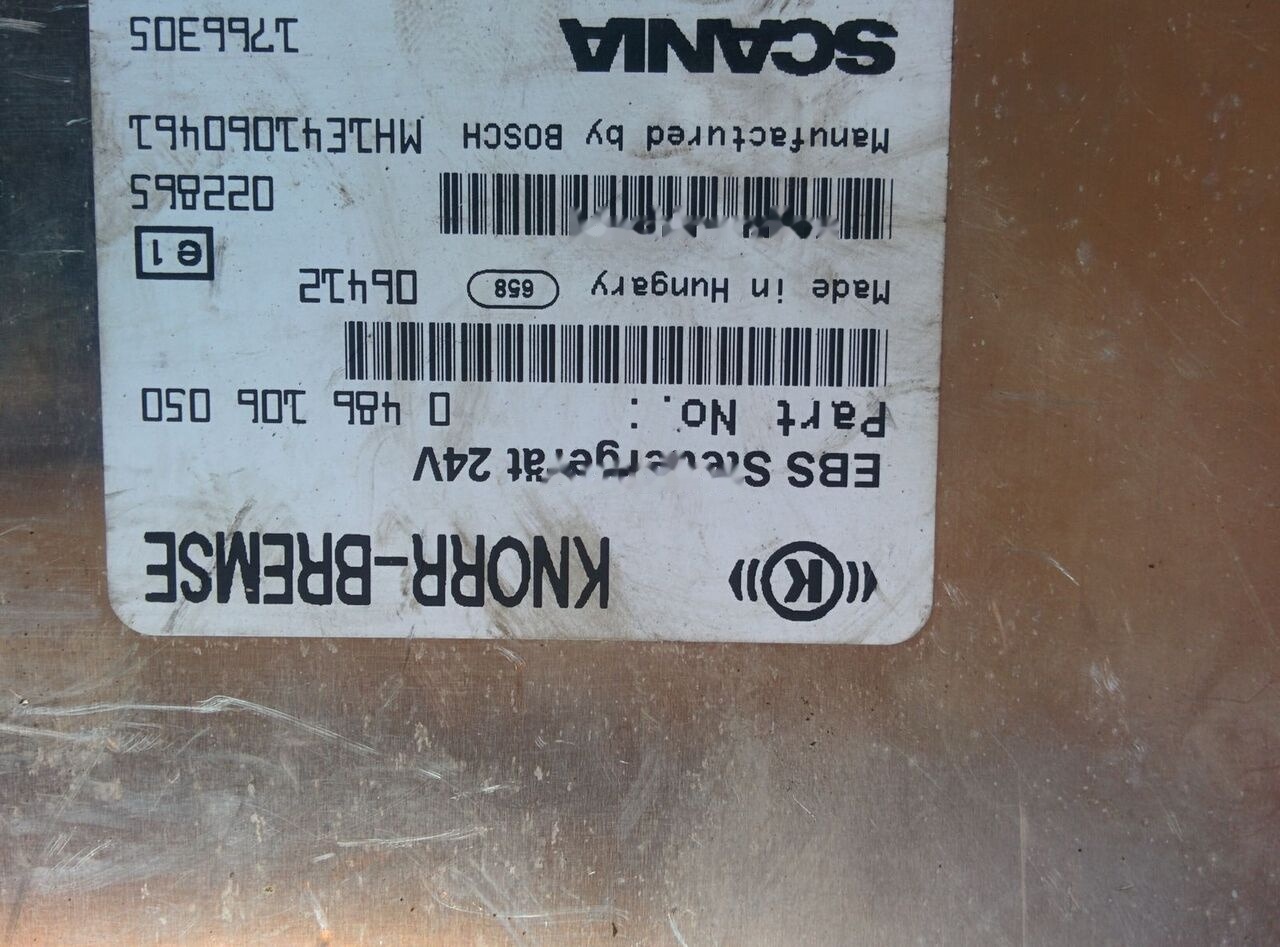 K KNORR-BREMSE
EBS Steuergerät 24V
Part No.: 0 486 106 050
Made in Hungary 658 06412
e1
022865
Manufactured by BOSCH MH1E41060461
SCANIA 1766305